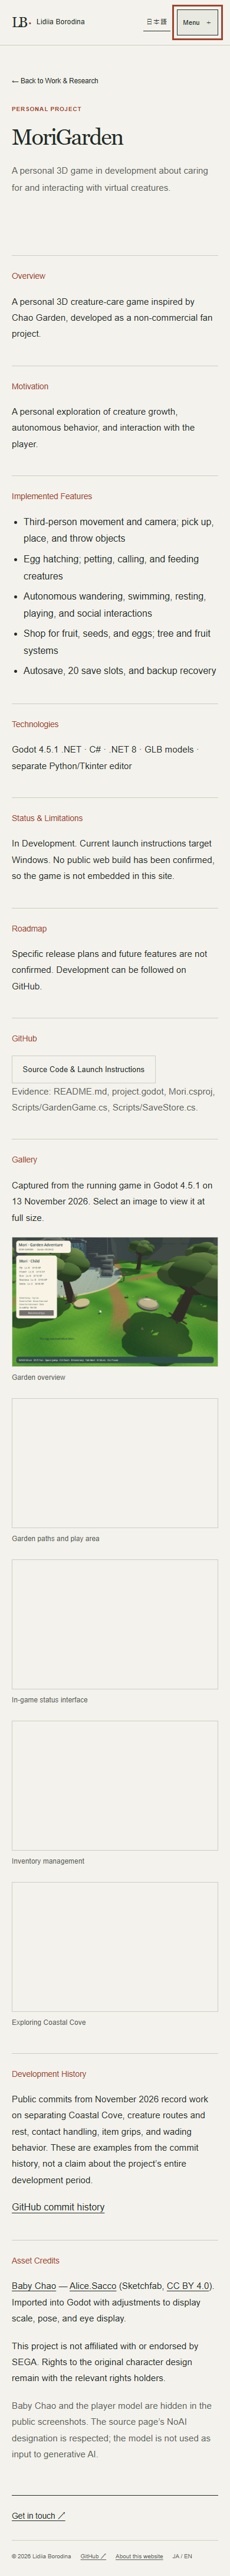 LB. Lidiia Borodina
日本語
Menu +
← Back to Work & Research
PERSONAL PROJECT
MoriGarden
A personal 3D game in development about caring
for and interacting with virtual creatures.
Overview
A personal 3D creature-care game inspired by
Chao Garden, developed as a non-commercial fan
project.
Motivation
A personal exploration of creature growth,
autonomous behavior, and interaction with the
player.
Implemented Features
• Third-person movement and camera; pick up,
place, and throw objects
• Egg hatching; petting, calling, and feeding
creatures
• Autonomous wandering, swimming, resting,
playing, and social interactions
• Shop for fruit, seeds, and eggs; tree and fruit
systems
• Autosave, 20 save slots, and backup recovery
Technologies
Godot 4.5.1 .NET · C# · .NET 8 · GLB models ·
separate Python/Tkinter editor
Status & Limitations
In Development. Current launch instructions target
Windows. No public web build has been confirmed,
so the game is not embedded in this site.
Roadmap
Specific release plans and future features are not
confirmed. Development can be followed on
GitHub.
GitHub
Source Code & Launch Instructions
Evidence: README.md, project.godot, Mori.csproj,
Scripts/GardenGame.cs, Scripts/SaveStore.cs.
Gallery
Captured from the running game in Godot 4.5.1 on
13 November 2026. Select an image to view it at
full size.
Mori · Garden Adventure
Mori · Child
Garden overview
Garden paths and play area
In-game status interface
Inventory management
Exploring Coastal Cove
Development History
Public commits from November 2026 record work
on separating Coastal Cove, creature routes and
rest, contact handling, item grips, and wading
behavior. These are examples from the commit
history, not a claim about the project's entire
development period.
GitHub commit history
Asset Credits
Baby Chao — Alice.Sacco (Sketchfab, CC BY 4.0).
Imported into Godot with adjustments to display
scale, pose, and eye display.
This project is not affiliated with or endorsed by
SEGA. Rights to the original character design
remain with the relevant rights holders.
Baby Chao and the player model are hidden in the
public screenshots. The source page's NoAI
designation is respected; the model is not used as
input to generative AI.
Get in touch ↗
© 2026 Lidiia Borodina GitHub ↗ About this website JA / EN